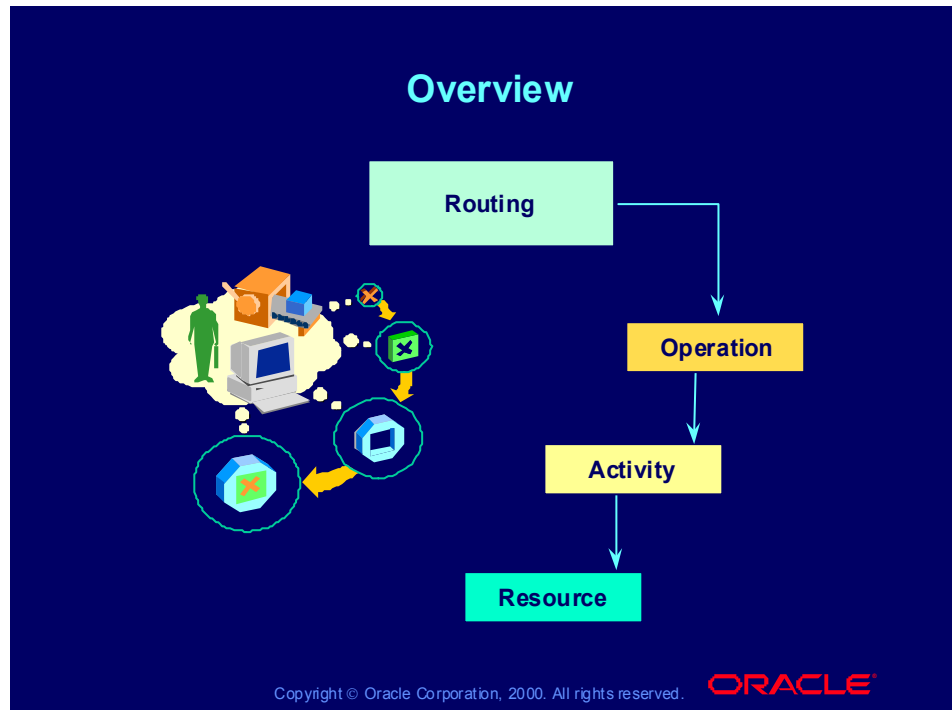 Overview
Routing
Operation
Activity
Resource
Copyright © Oracle Corporation, 2000. All rights reserved.
ORACLE®